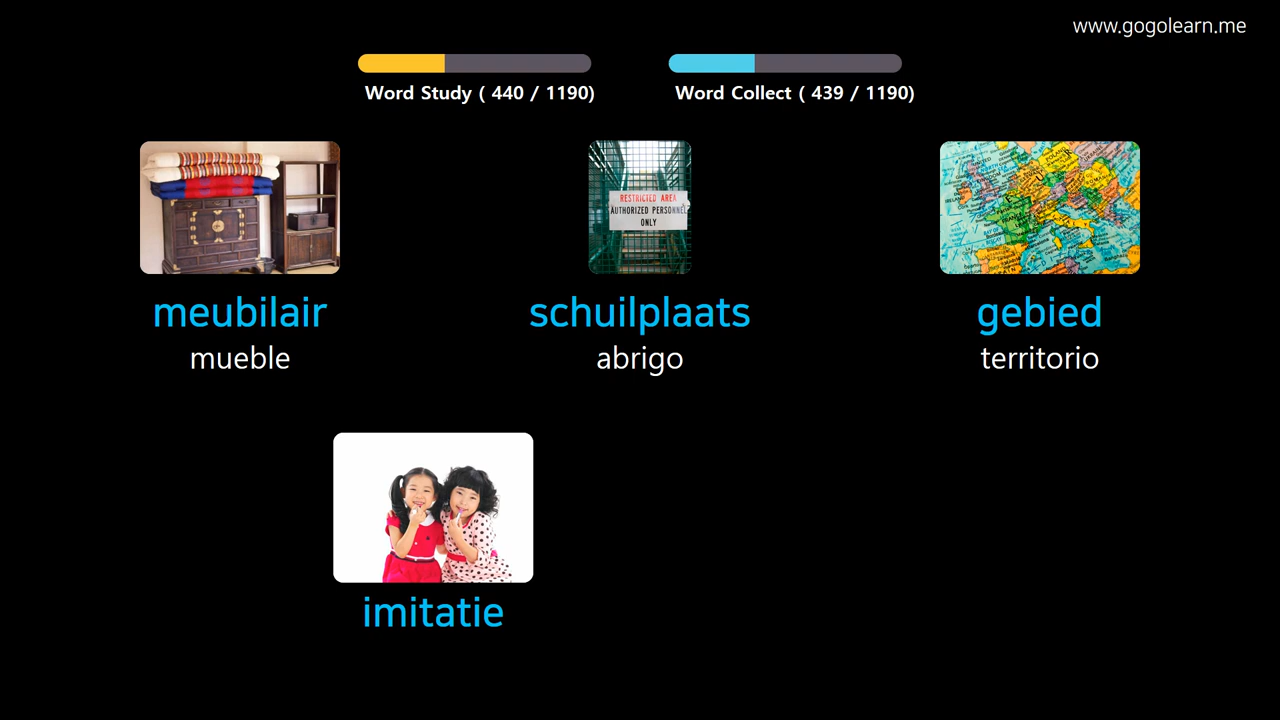 www.gogolearn.me
Word Study ( 440 / 1190)
Word Collect ( 439 / 1190)
RESTRICTED AREA
AUTHORIZED PERSONNEL
ONLY
meubilair
schuilplaats
gebied
mueble
abrigo
territorio
imitatie